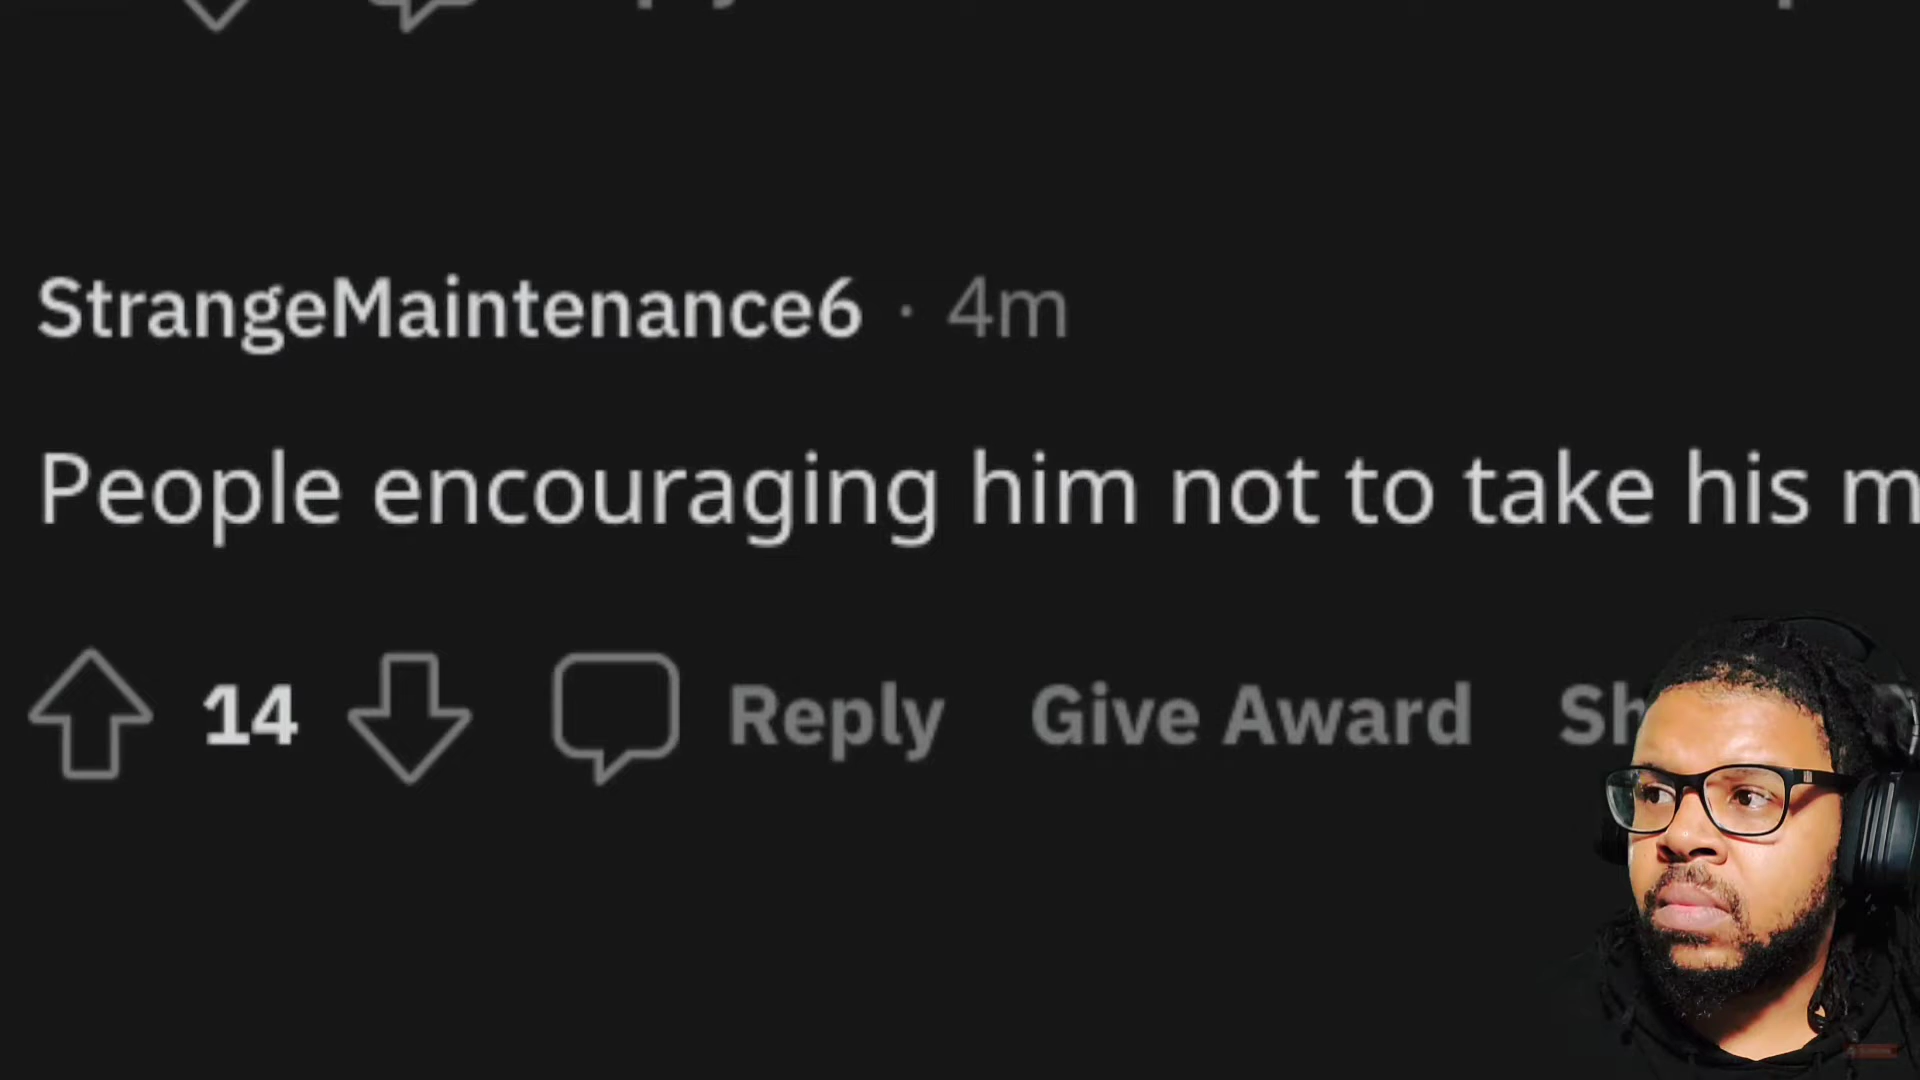 StrangeMaintenance6 · 4m
People encouraging him not to take his m
14 Reply Give Award Sh